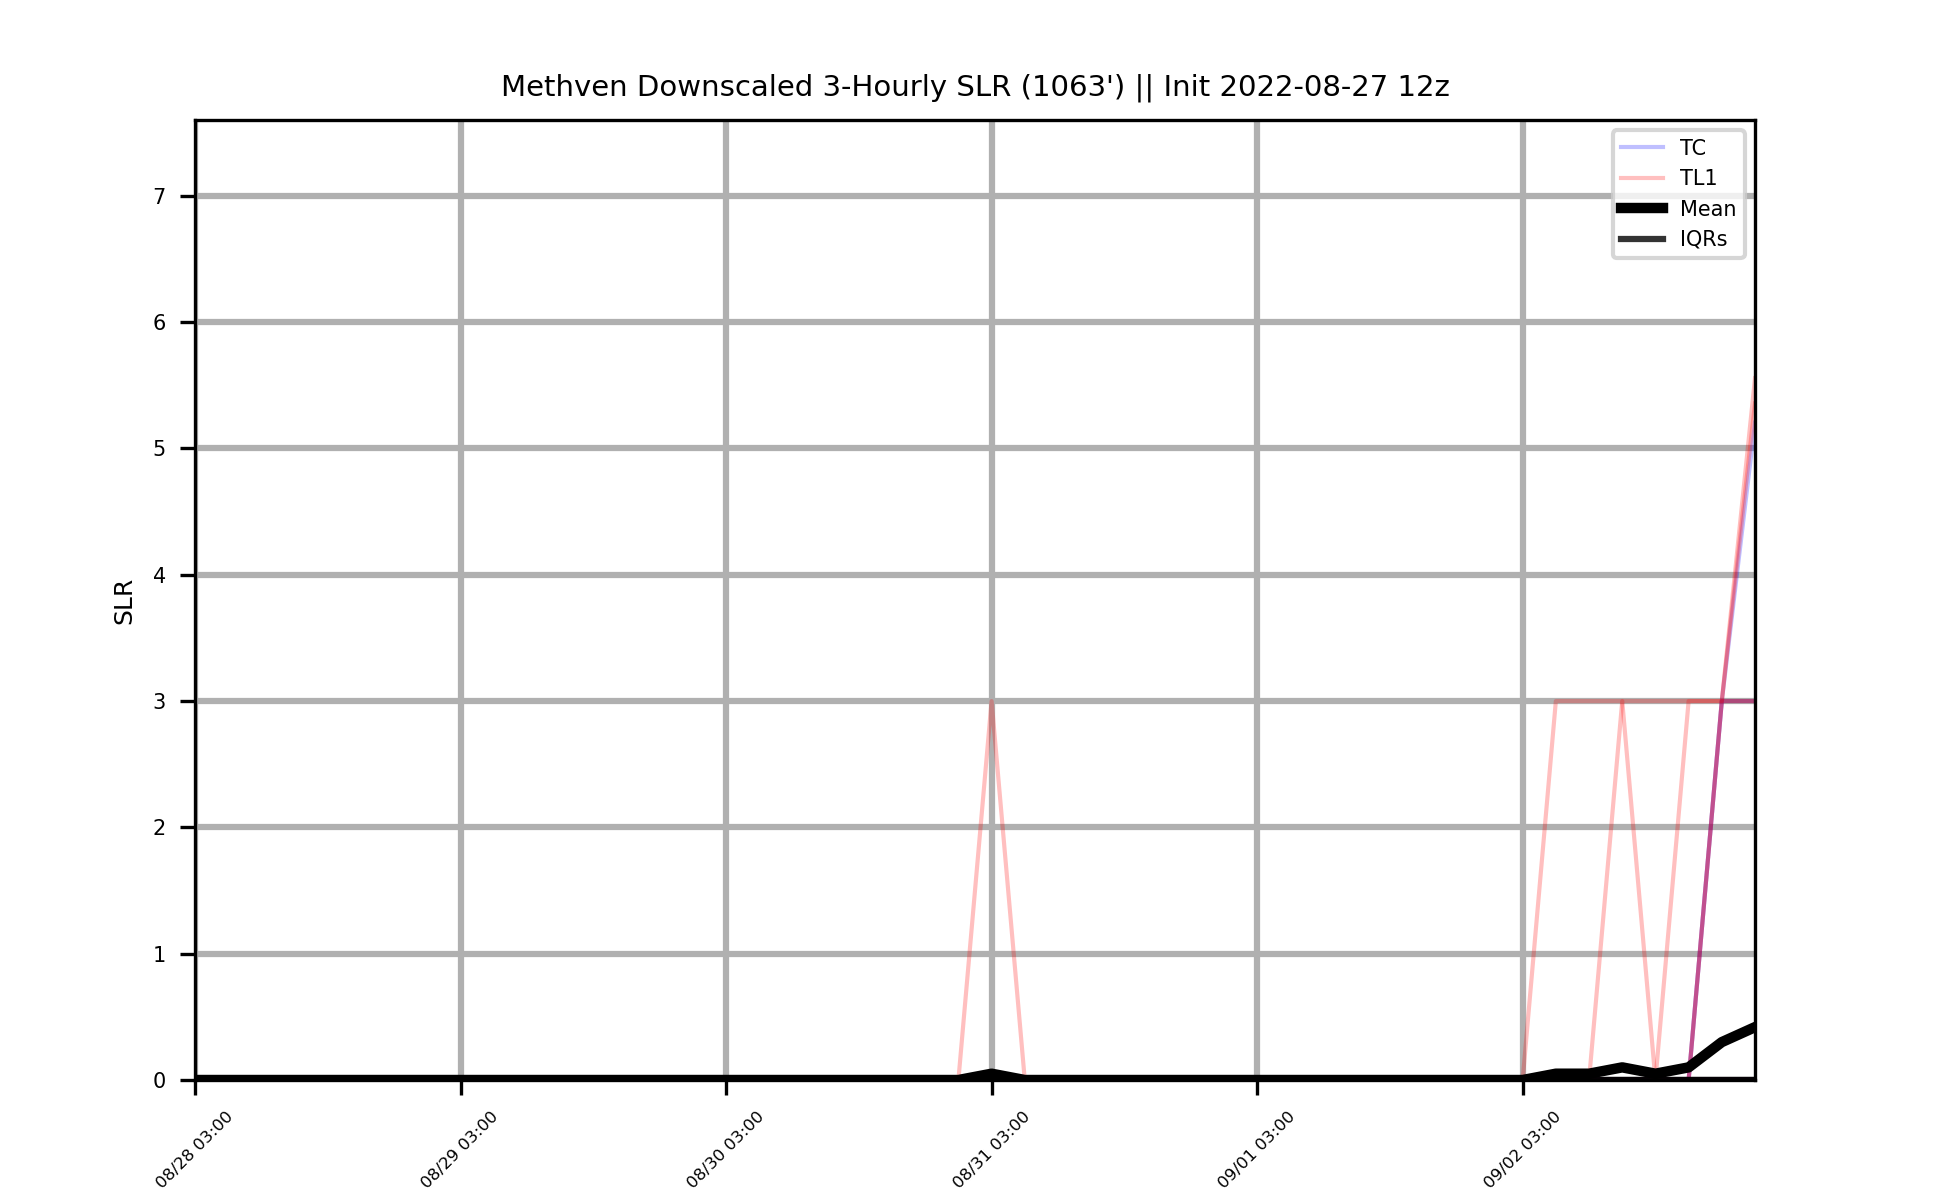 Methven Downscaled 3-Hourly SLR (1063') || Init 2022-08-27 12z
TC
TL1
Mean
IQRs
SLR
7
6
5
4
3
2
1
0
08/28 03:00
08/29 03:00
08/30 03:00
08/31 03:00
09/01 03:00
09/02 03:00